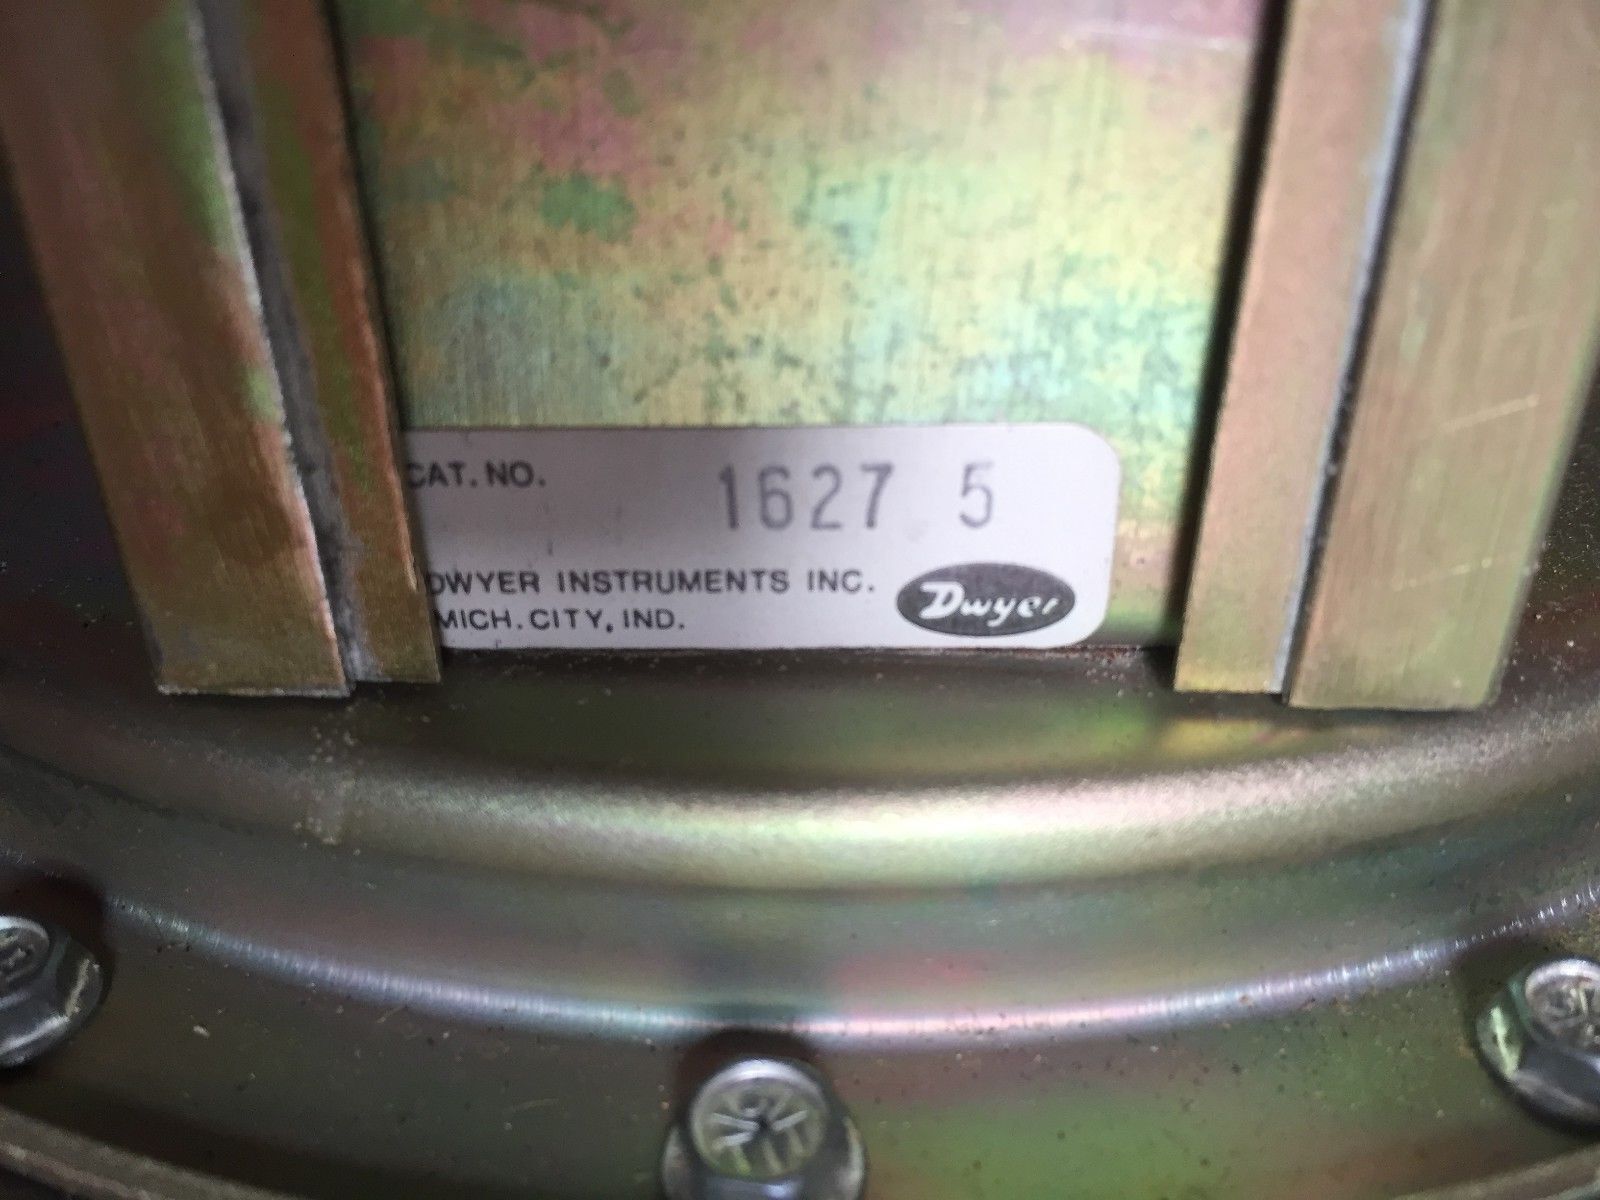 CAT. NO. 1627 5
DWYER INSTRUMENTS INC.
MICH. CITY, IND.
Dwyer